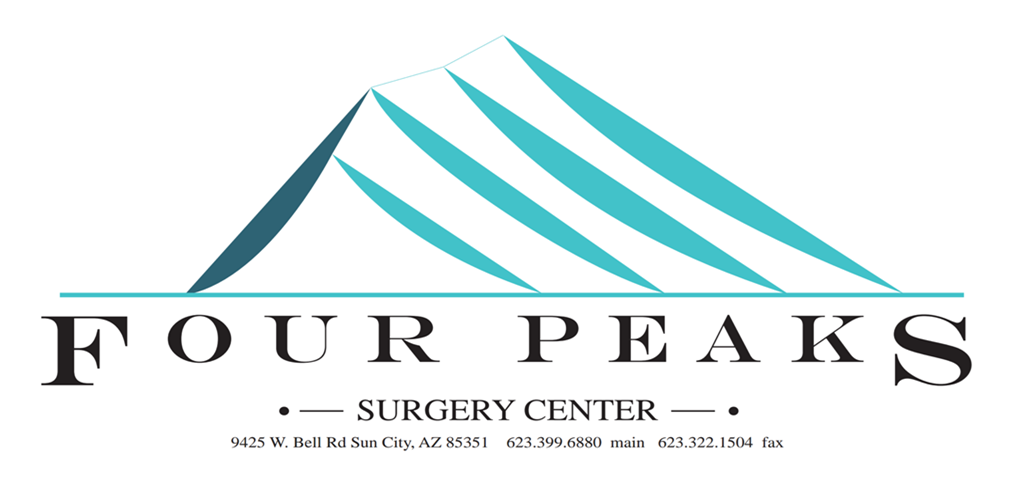 FOUR PEAKS
SURGERY CENTER
9425 W. Bell Rd Sun City, AZ 85351 623.399.6880 main 623.322.1504 fax